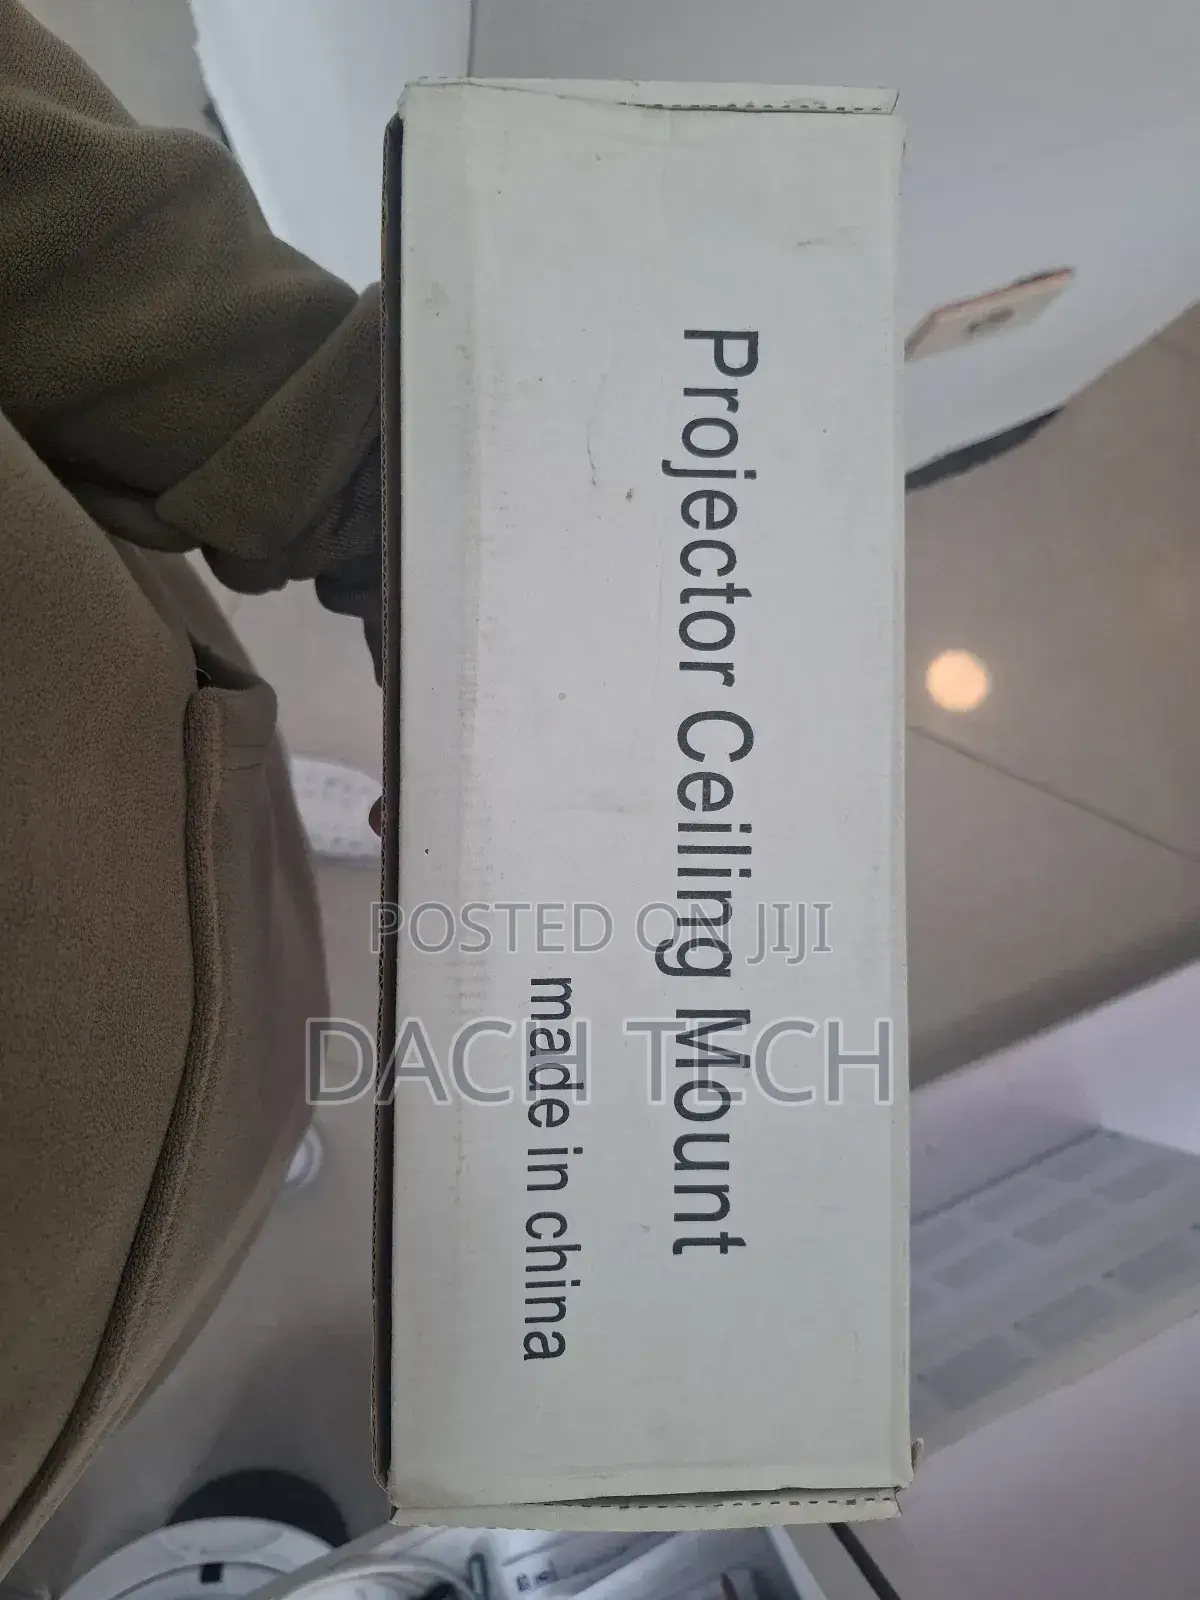 Projector Ceiling Mount
made in china
POSTED ON JIJI
DACH TECH